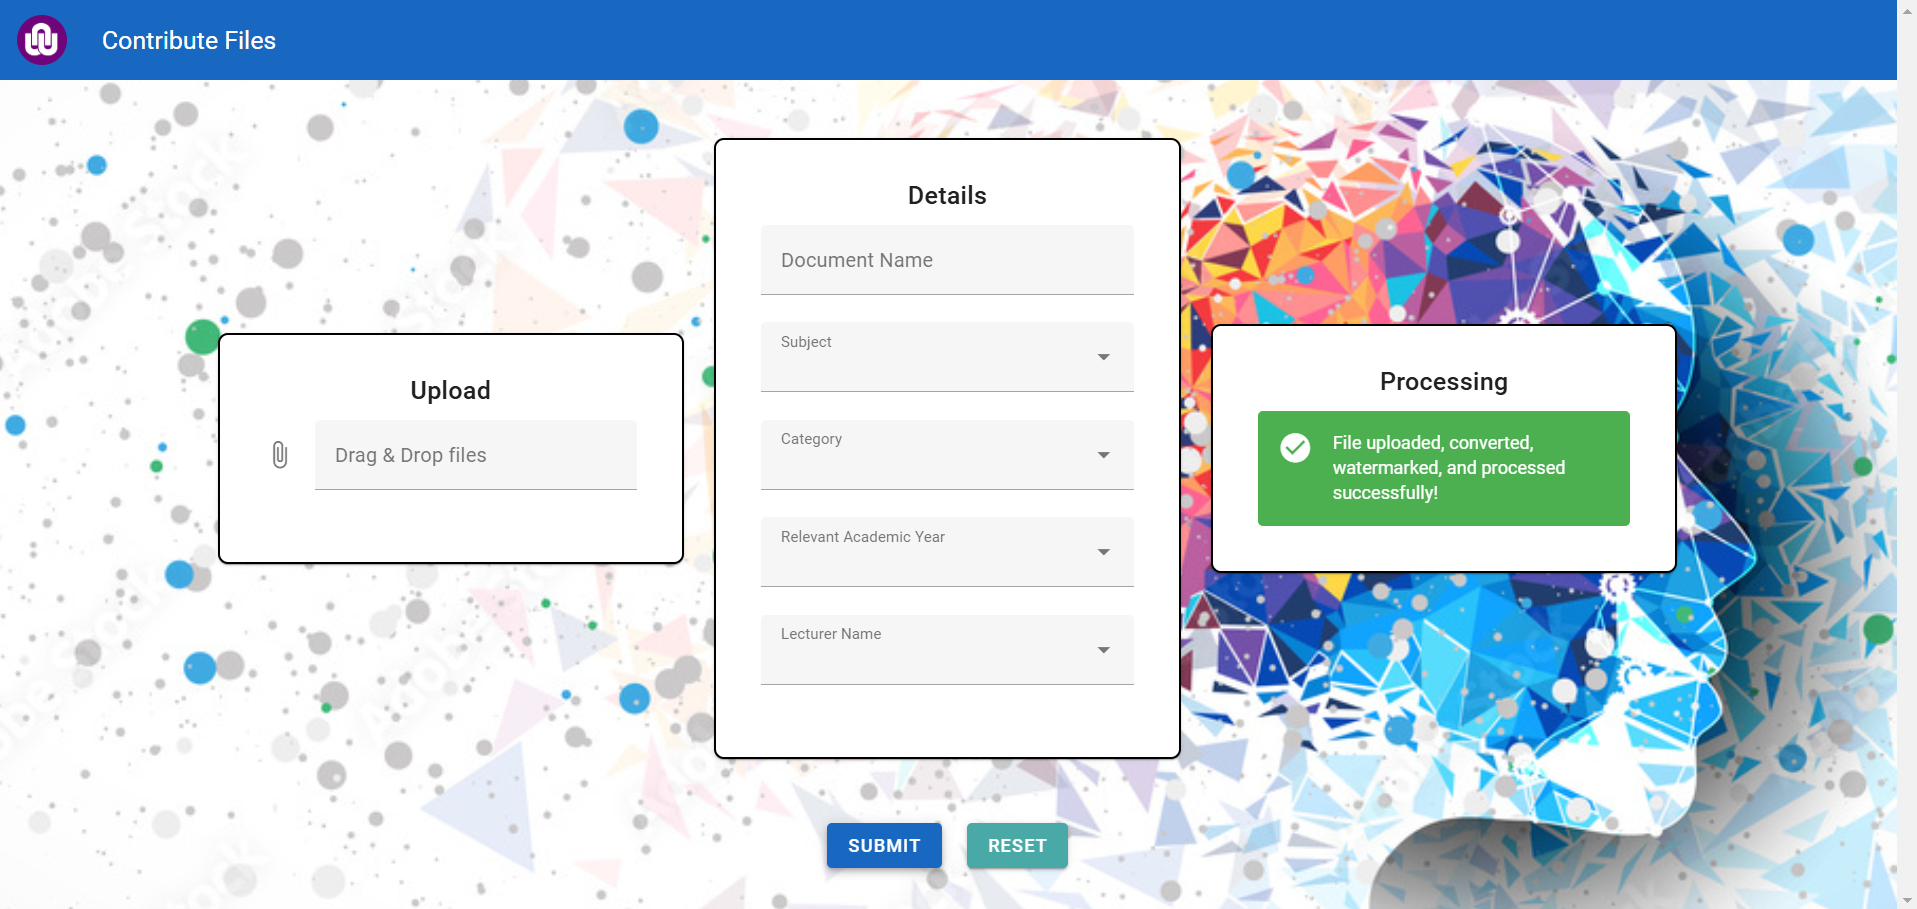 Contribute Files
Upload
Drag & Drop files
Details
Document Name
Subject
Category
Relevant Academic Year
Lecturer Name
Processing
File uploaded, converted,
watermarked, and processed
successfully!
SUBMIT
RESET